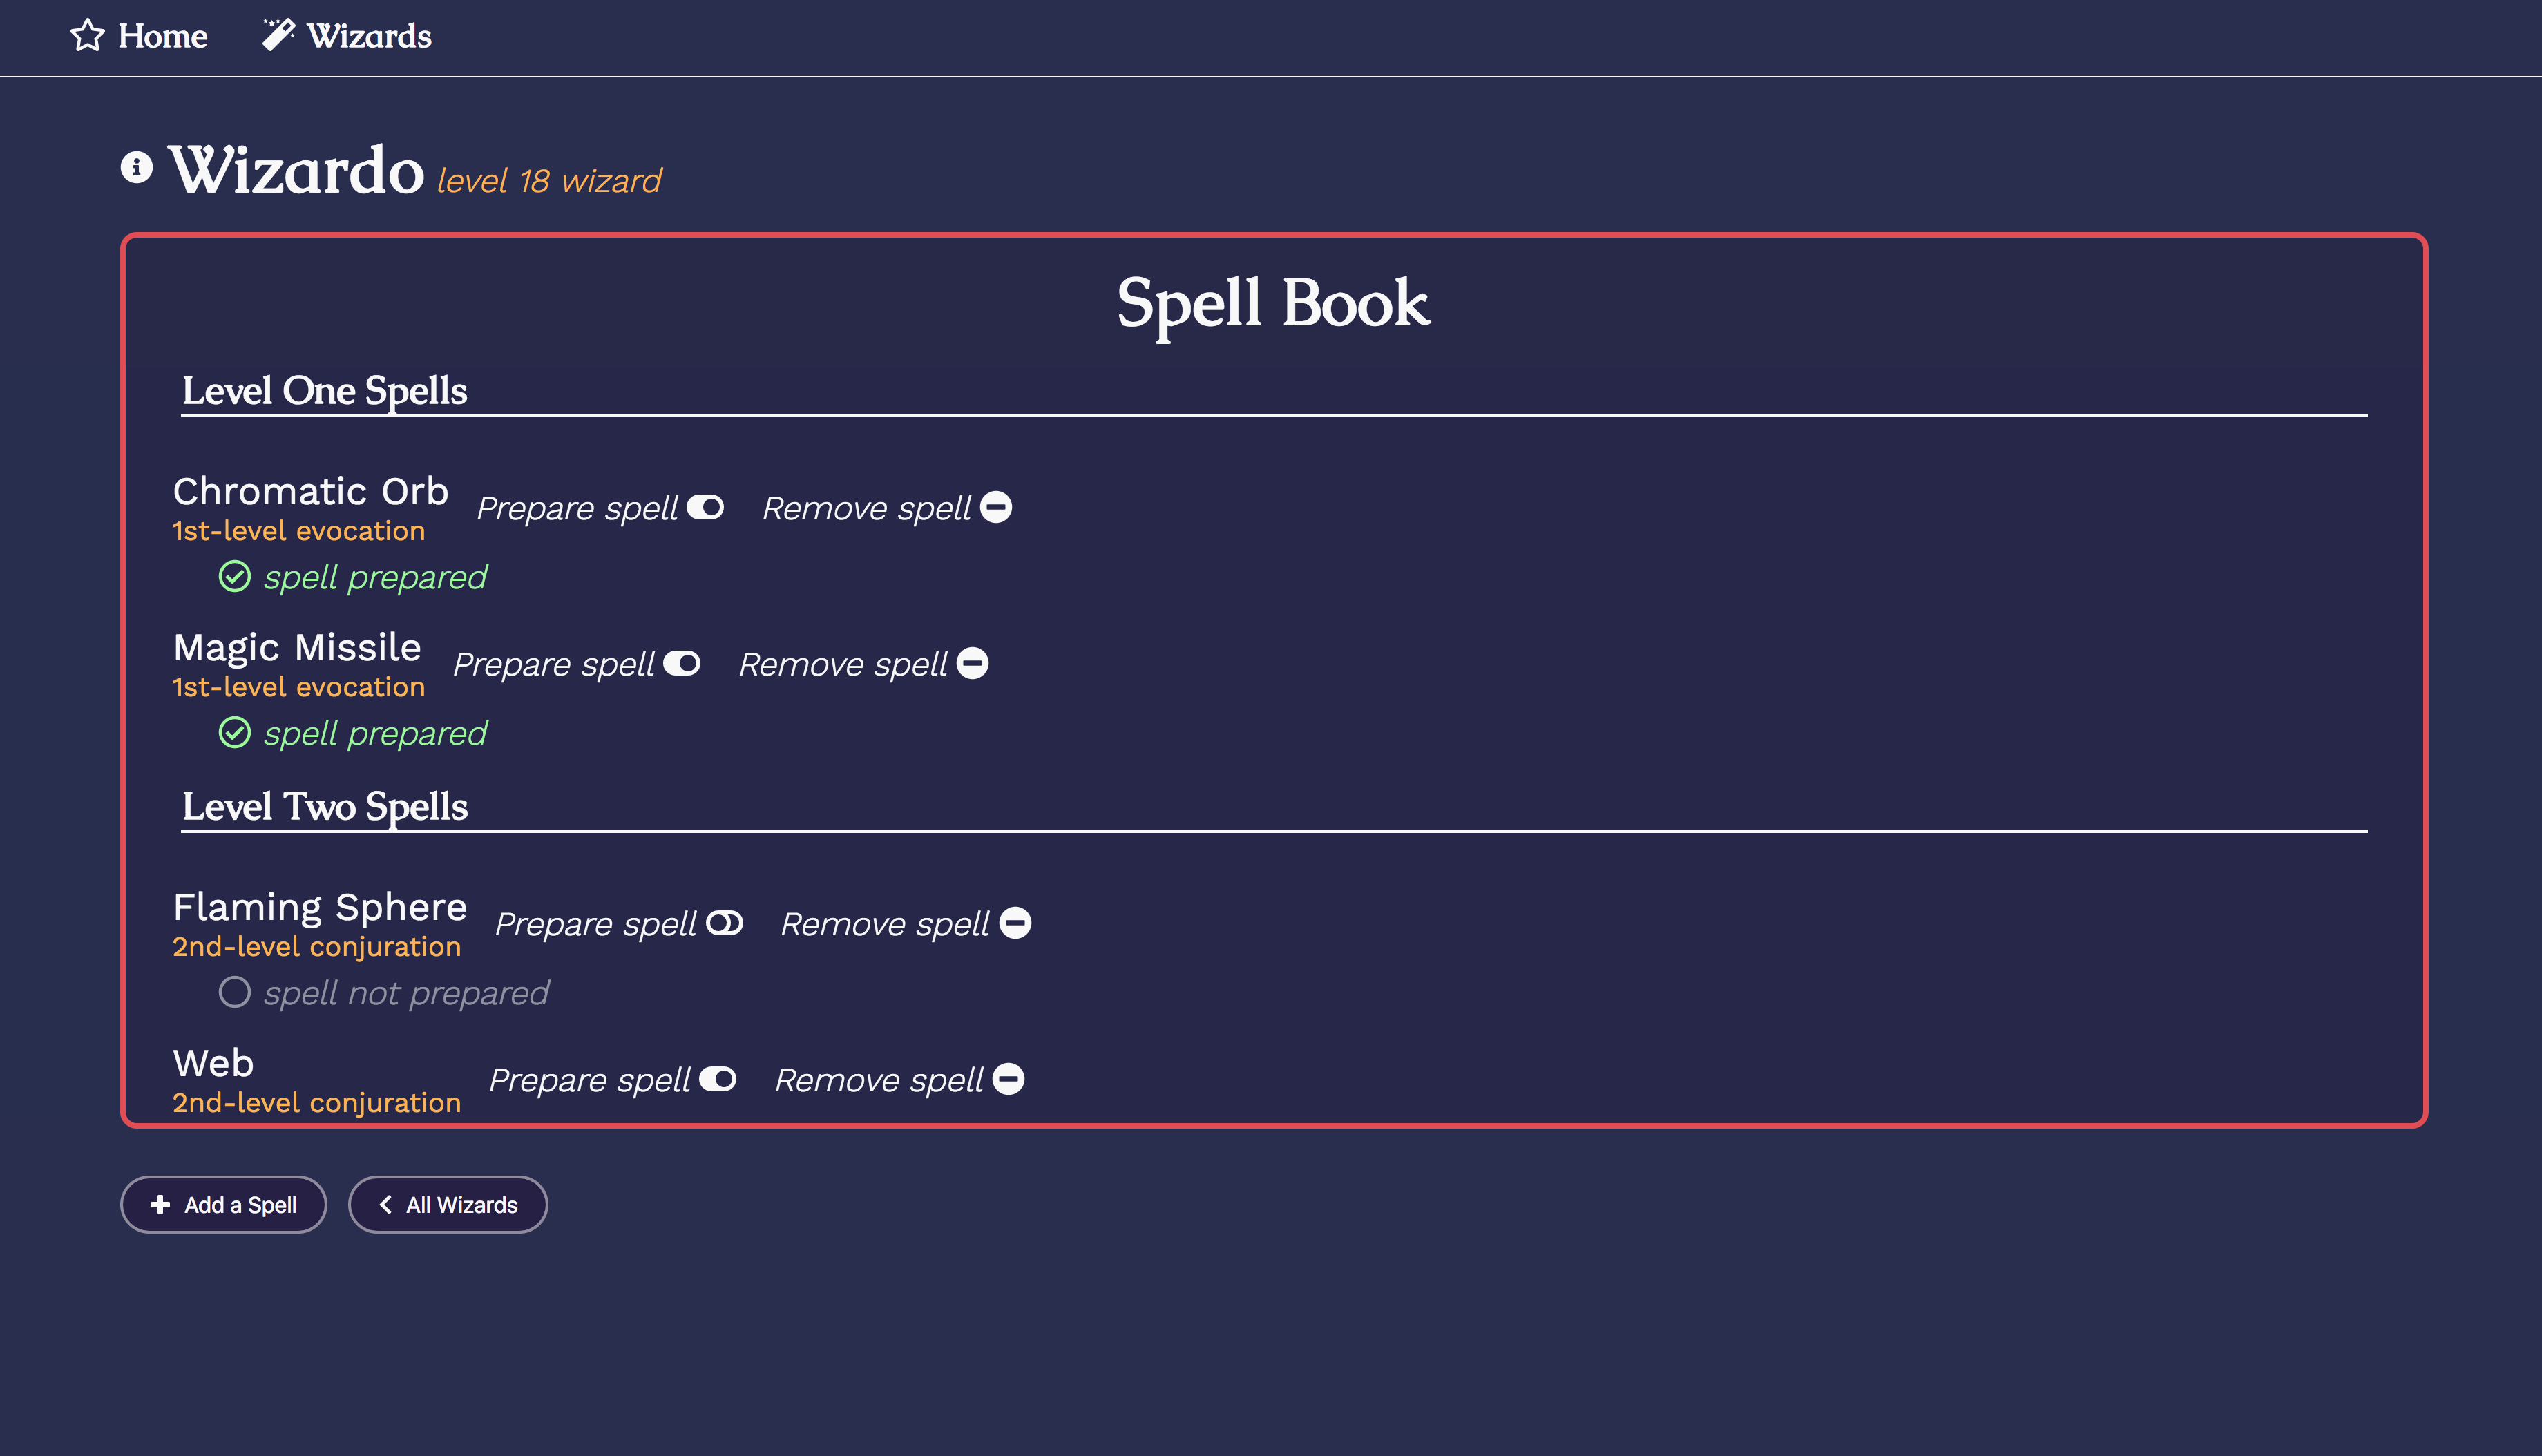 Home Wizards
Wizardo level 18 wizard
Spell Book
Level One Spells
Chromatic Orb Prepare spell Remove spell
1st-level evocation
spell prepared
Magic Missile Prepare spell Remove spell
1st-level evocation
spell prepared
Level Two Spells
Flaming Sphere Prepare spell Remove spell
2nd-level conjuration
spell not prepared
Web Prepare spell Remove spell
2nd-level conjuration
Add a Spell All Wizards